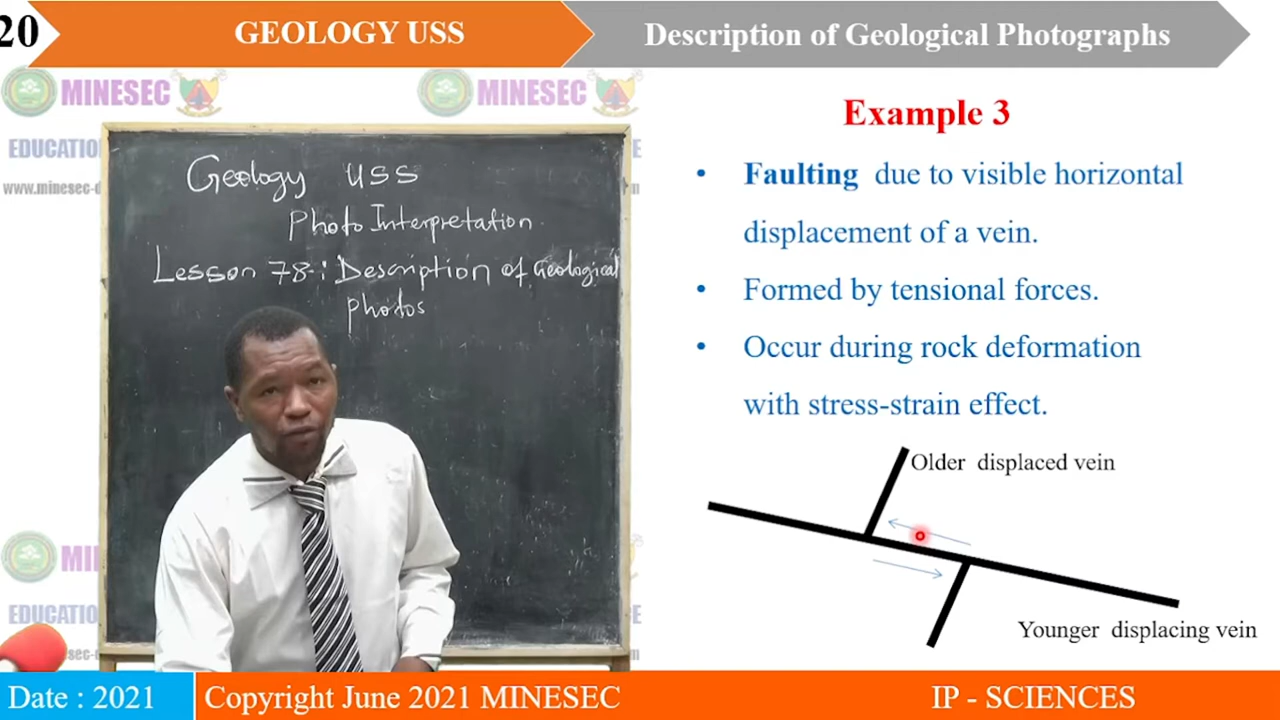 20
GEOLOGY USS
Description of Geological Photographs
MINESEC
MINESEC
EDUCATIO
E
www.minesec-d
m
Geology USS
Photo Interpretation
Lesson 78: Description of Geological
photos
MI
EDUCATIO
E
sec-d
m
Example 3
• Faulting due to visible horizontal
displacement of a vein.
• Formed by tensional forces.
• Occur during rock deformation
with stress-strain effect.
Older displaced vein
Younger displacing vein
Date : 2021
Copyright June 2021 MINESEC
IP - SCIENCES